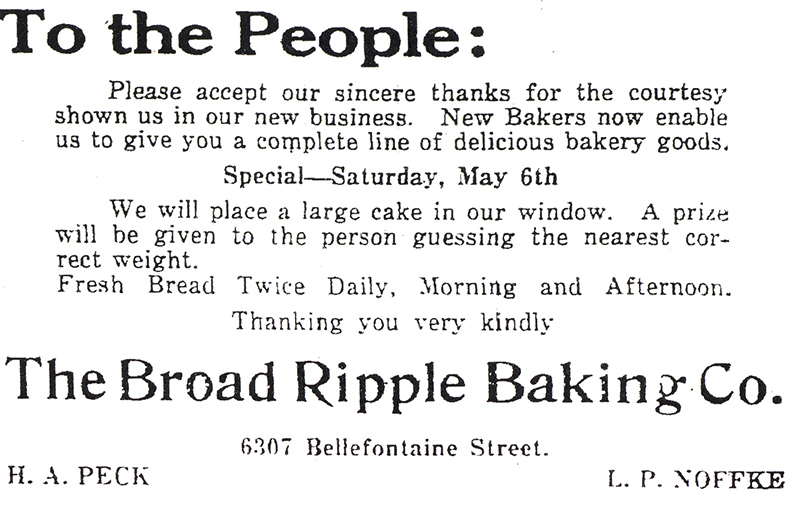 To the People:
Please accept our sincere thanks for the courtesy
shown us in our new business. New Bakers now enable
us to give you a complete line of delicious bakery goods.
Special—Saturday, May 6th
We will place a large cake in our window. A prize
will be given to the person guessing the nearest cor-
rect weight.
Fresh Bread Twice Daily, Morning and Afternoon.
Thanking you very kindly
The Broad Ripple Baking Co.
6307 Bellefontaine Street.
H. A. PECK
L. P. NOFFKE